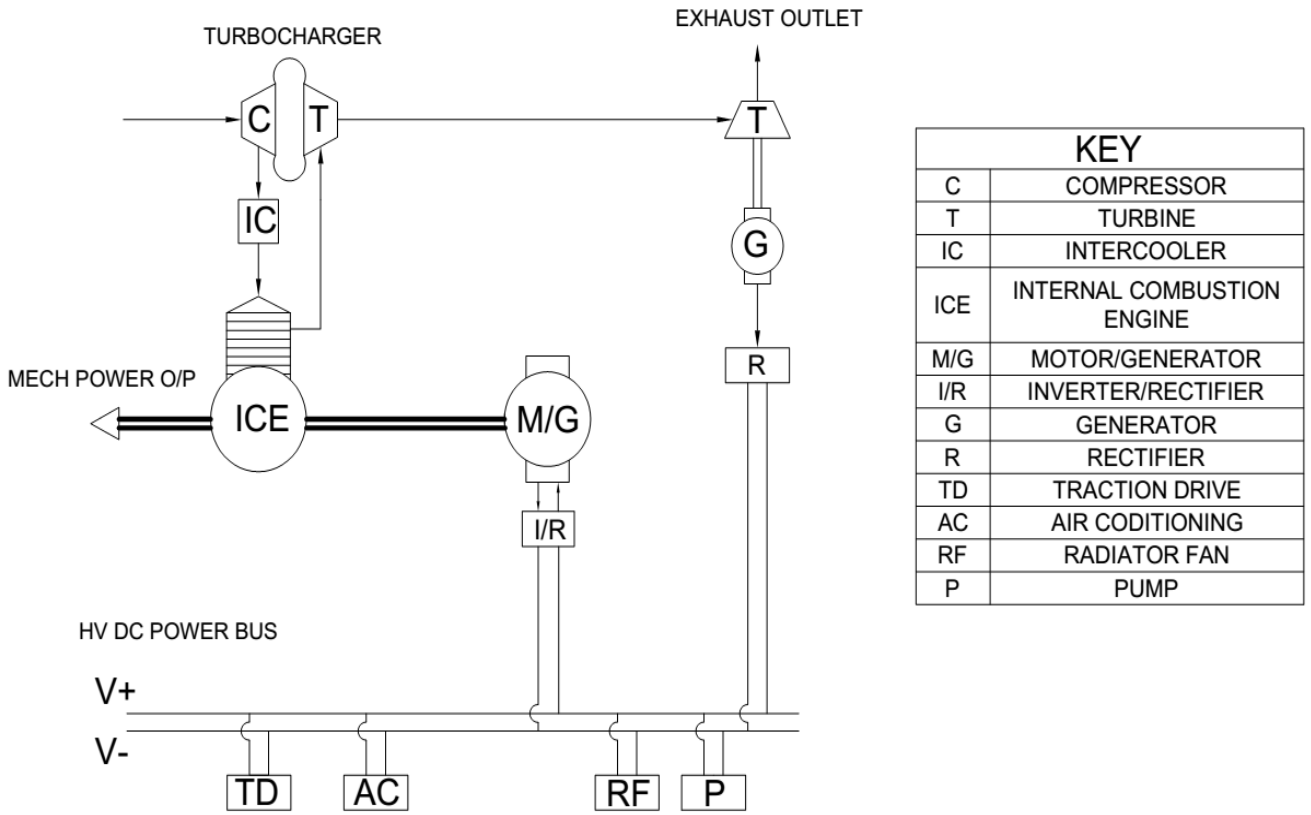 EXHAUST OUTLET
TURBOCHARGER
C T
T
IC
G
R
MECH POWER O/P
ICE
M/G
I/R
HV DC POWER BUS
V+
V-
TD AC RF P
KEY
C COMPRESSOR
T TURBINE
IC INTERCOOLER
ICE INTERNAL COMBUSTION
ENGINE
M/G MOTOR/GENERATOR
I/R INVERTER/RECTIFIER
G GENERATOR
R RECTIFIER
TD TRACTION DRIVE
AC AIR CODITIONING
RF RADIATOR FAN
P PUMP